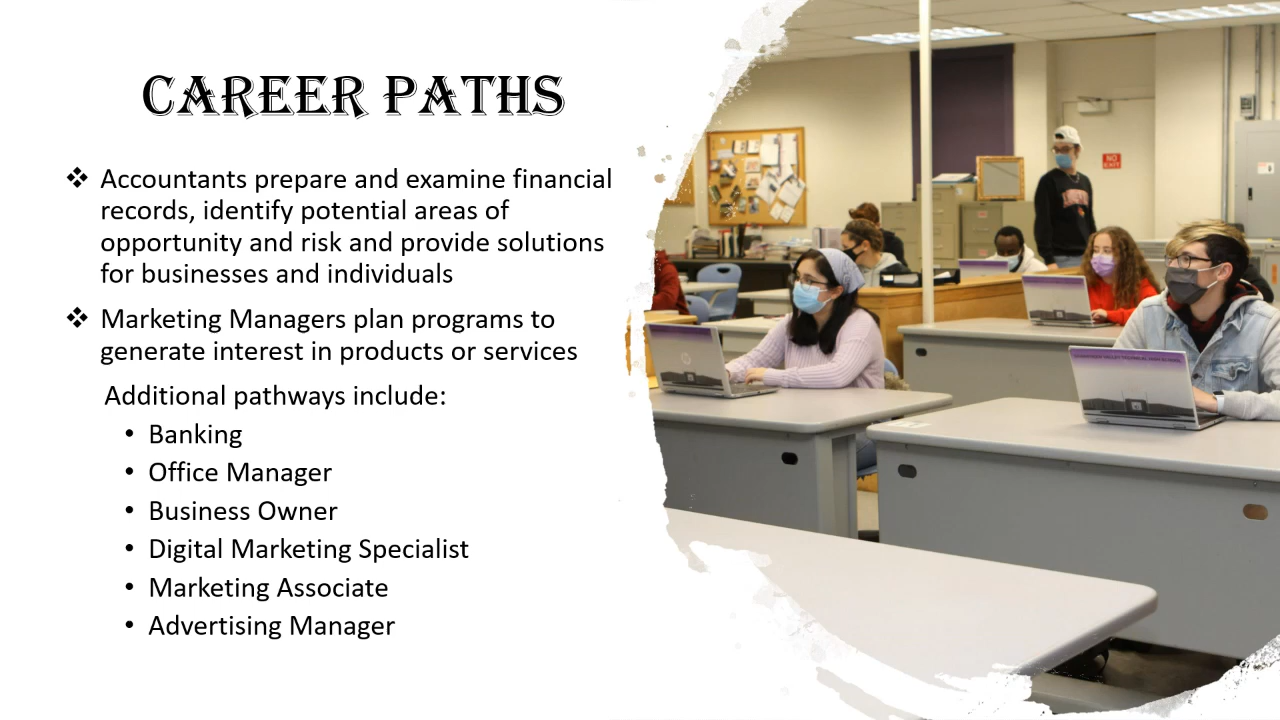 CAREER PATHS
❖ Accountants prepare and examine financial
records, identify potential areas of
opportunity and risk and provide solutions
for businesses and individuals
❖ Marketing Managers plan programs to
generate interest in products or services
Additional pathways include:
• Banking
• Office Manager
• Business Owner
• Digital Marketing Specialist
• Marketing Associate
• Advertising Manager
NO
EXIT